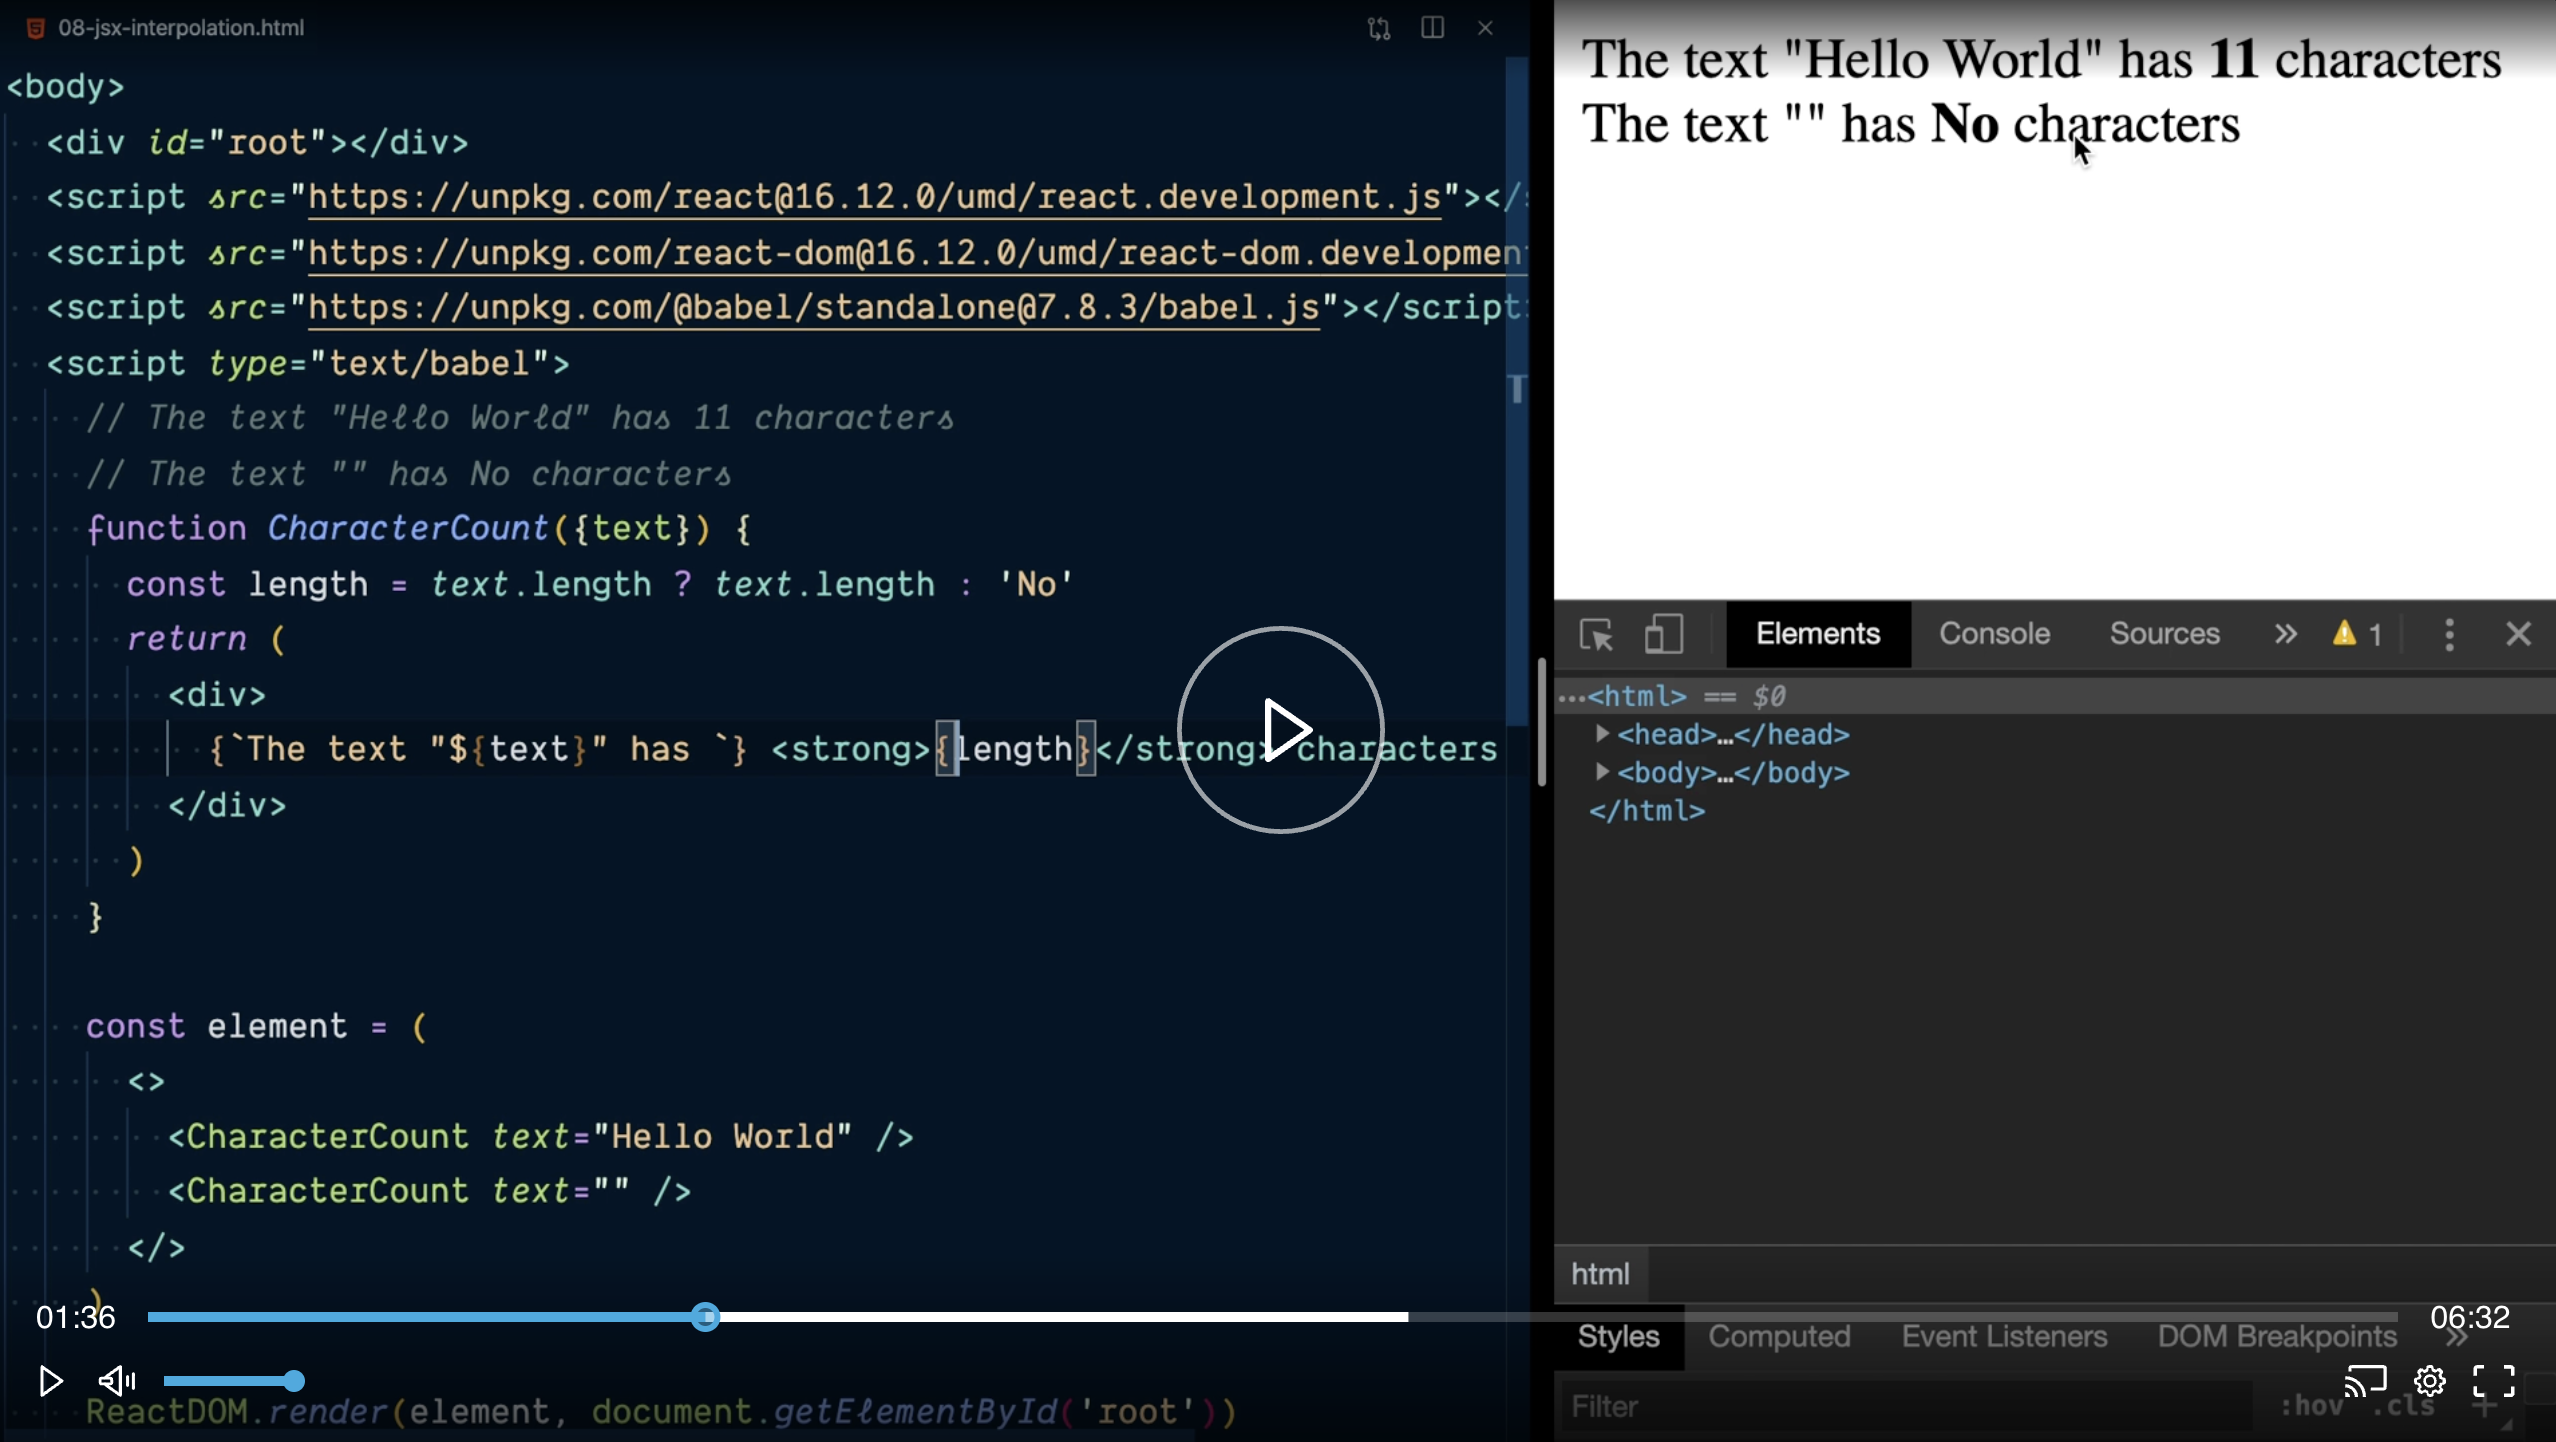 08-jsx-interpolation.html
<body>
<div id="root"></div>
<script src="https://unpkg.com/react@16.12.0/umd/react.development.js"></
<script src="https://unpkg.com/react-dom@16.12.0/umd/react-dom.developmen
<script src="https://unpkg.com/@babel/standalone@7.8.3/babel.js"></script
<script type="text/babel">
// The text "Hello World" has 11 characters
// The text "" has No characters
function CharacterCount({text}) {
const length = text.length ? text.length : 'No'
return (
<div>
{`The text "${text}" has `} <strong>{length}</strong> characters
</div>
)
}
const element = (
<>
<CharacterCount text="Hello World" />
<CharacterCount text="" />
</>
)
ReactDOM.render(element, document.getElementById('root'))
01:36
06:32
The text "Hello World" has 11 characters
The text "" has No characters
Elements Console Sources » 1
…<html> == $0
<head>…</head>
<body>…</body>
</html>
html
Styles Computed Event Listeners DOM Breakpoints »
Filter :hov .cls +